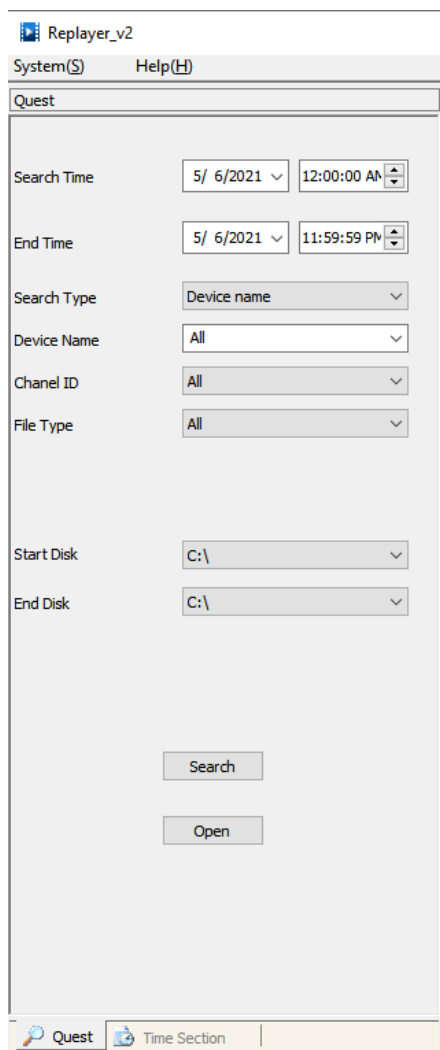 Replayer_v2
System(S) Help(H)
Quest
Search Time 5/ 6/2021 12:00:00 AM
End Time 5/ 6/2021 11:59:59 PM
Search Type Device name
Device Name All
Chanel ID All
File Type All
Start Disk C:\
End Disk C:\
Search
Open
Quest Time Section